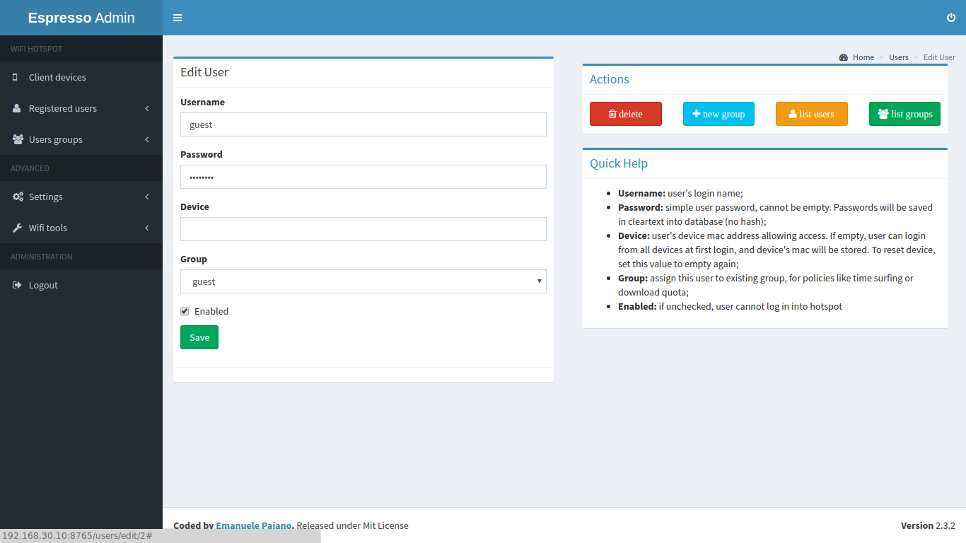 Espresso Admin
WIFI HOTSPOT
Client devices
Registered users
Users groups
ADVANCED
Settings
Wifi tools
ADMINISTRATION
Logout
Home
Users
Edit User
Edit User
Username
guest
Password
••••••••
Device
Group
guest
Enabled
Save
Actions
delete
new group
list users
list groups
Quick Help
• Username: user's login name;
• Password: simple user password, cannot be empty. Passwords will be saved
in cleartext into database (no hash);
• Device: user's device mac address allowing access. If empty, user can login
from all devices at first login, and device's mac will be stored. To reset device,
set this value to empty again;
• Group: assign this user to existing group, for policies like time surfing or
download quota;
• Enabled: if unchecked, user cannot log in into hotspot
Coded by Emanuele Paiano. Released under Mit License
Version 2.3.2
192.168.30.10:8765/users/edit/2#